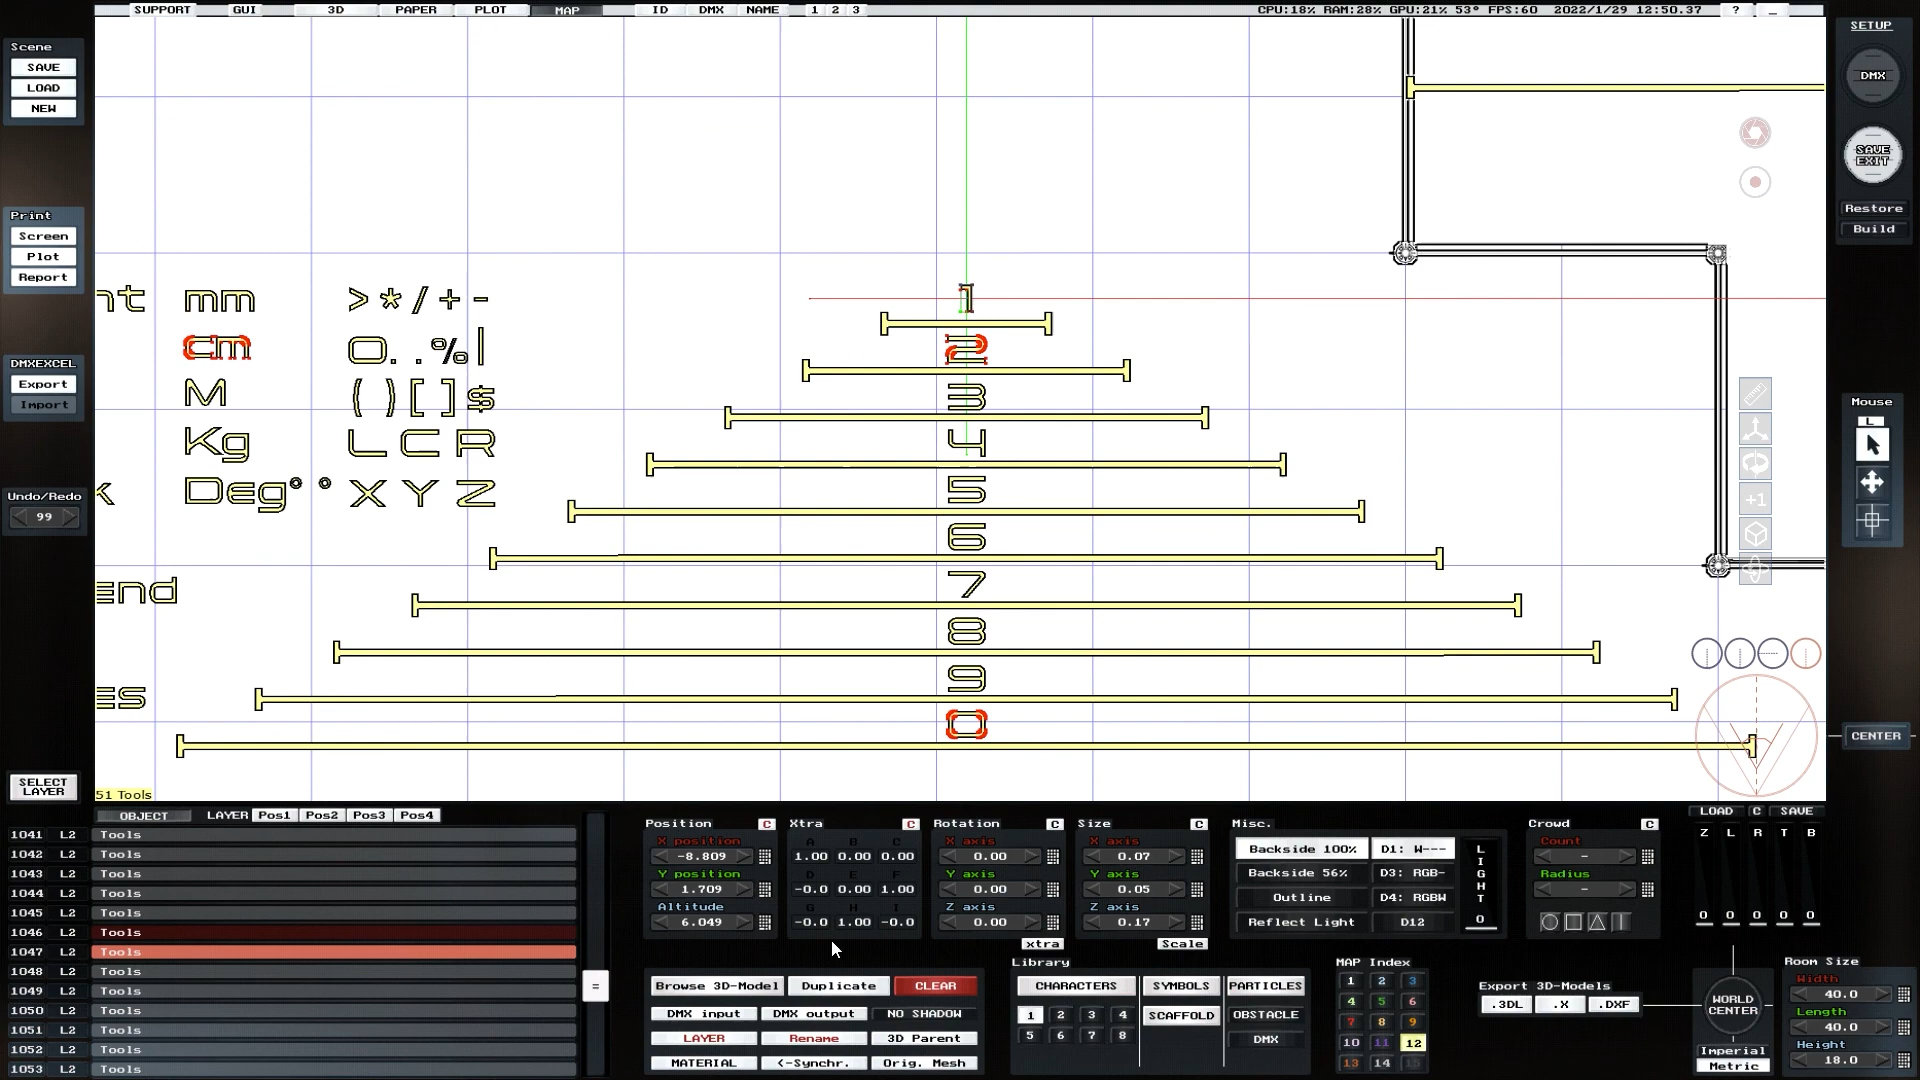 SUPPORT GUI 3D PAPER PLOT MAP ID DMX NAME 1 2 3 CPU:18% RAM:28% GPU:21% 53° FPS:60 2022/1/29 12:50.37 ? _
Scene
SAVE
LOAD
NEW
Print
Screen
Plot
Report
DMXEXCEL
Export
Import
Undo/Redo
99
SELECT
LAYER
mm >*/+-
cm 0..%|
M ()[]$
Kg LCR
Deg°° XYZ
1
2
3
4
5
6
7
8
9
0
51 Tools
SETUP
DMX
SAVE
EXIT
Restore
Build
Mouse
L
+1
CENTER
OBJECT LAYER Pos1 Pos2 Pos3 Pos4
1041 L2 Tools
1042 L2 Tools
1043 L2 Tools
1044 L2 Tools
1045 L2 Tools
1046 L2 Tools
1047 L2 Tools
1048 L2 Tools
1049 L2 Tools
1050 L2 Tools
1051 L2 Tools
1052 L2 Tools
1053 L2 Tools
=
Position C
X position
-8.809
Y position
1.709
Altitude
6.049
Xtra C
A B C
1.00 0.00 0.00
D E F
-0.0 0.00 1.00
G H I
-0.0 1.00 -0.0
Rotation C
X axis
0.00
Y axis
0.00
Z axis
0.00
xtra
Size C
X axis
0.07
Y axis
0.05
Z axis
0.17
Scale
Misc.
Backside 100% D1: W---
Backside 56% D3: RGB-
Outline D4: RGBW
Reflect Light D12
LIGHT
0
Crowd C
Count
-
Radius
-
LOAD C SAVE
Z L R T B
0 0 0 0 0
Browse 3D-Model Duplicate CLEAR
DMX input DMX output NO SHADOW
LAYER Rename 3D Parent
MATERIAL <-Synchr. Orig. Mesh
Library
CHARACTERS SYMBOLS PARTICLES
1 2 3 4 SCAFFOLD OBSTACLE
5 6 7 8 DMX
MAP Index
1 2 3
4 5 6
7 8 9
10 11 12
13 14
Export 3D-Models
.3DL .X .DXF
WORLD
CENTER
Imperial
Metric
Room Size
Width
40.0
Length
40.0
Height
18.0